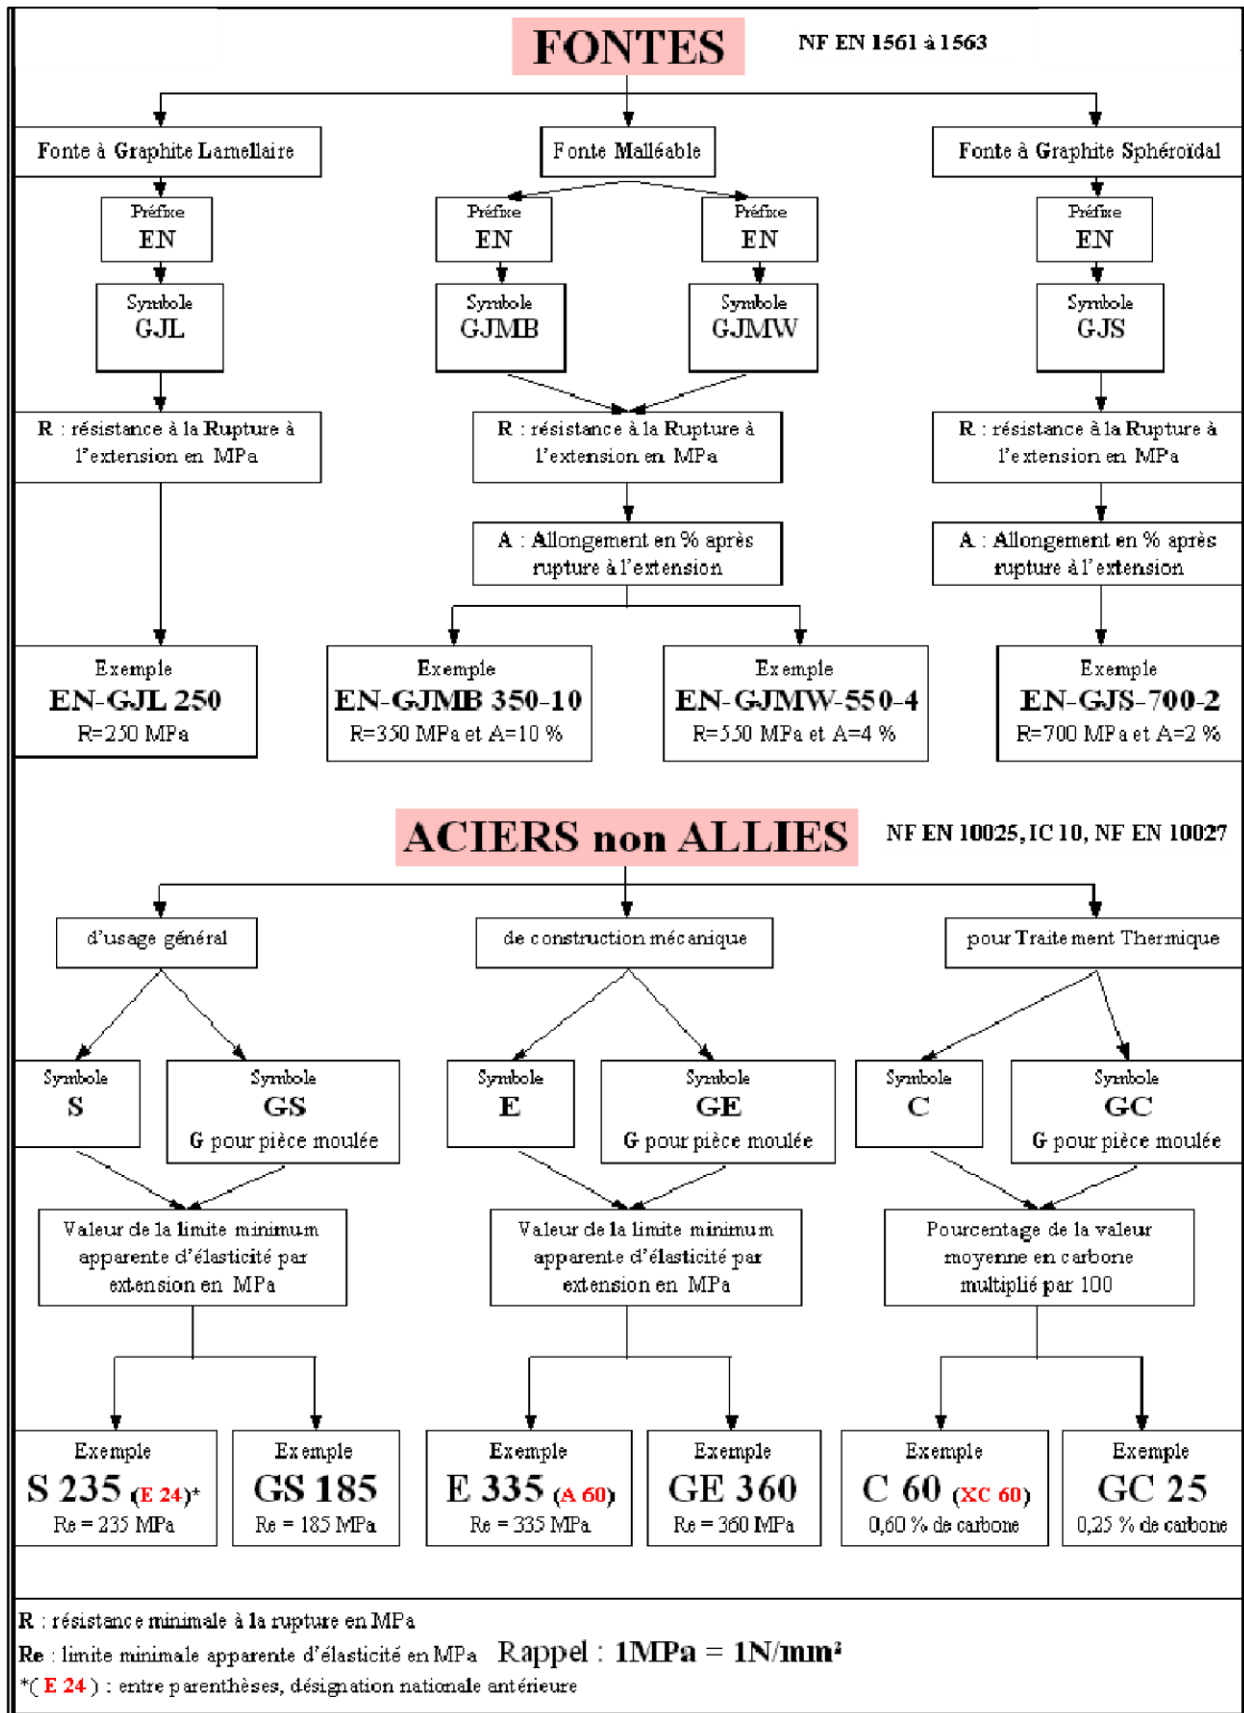 FONTES
NF EN 1561 à 1563
Fonte à Graphite Lamellaire
Fonte Malléable
Fonte à Graphite Sphéroïdal
Préfixe
EN
Préfixe
EN
Préfixe
EN
Préfixe
EN
Symbole
GJL
Symbole
GJMB
Symbole
GJMW
Symbole
GJS
R : résistance à la Rupture à
l'extension en MPa
R : résistance à la Rupture à
l'extension en MPa
R : résistance à la Rupture à
l'extension en MPa
A : Allongement en % après
rupture à l'extension
A : Allongement en % après
rupture à l'extension
Exemple
EN-GJL 250
R=250 MPa
Exemple
EN-GJMB 350-10
R=350 MPa et A=10 %
Exemple
EN-GJMW-550-4
R=550 MPa et A=4 %
Exemple
EN-GJS-700-2
R=700 MPa et A=2 %
ACIERS non ALLIES
NF EN 10025, IC 10, NF EN 10027
d'usage général
de construction mécanique
pour Traitement Thermique
Symbole
S
Symbole
GS
G pour pièce moulée
Symbole
E
Symbole
GE
G pour pièce moulée
Symbole
C
Symbole
GC
G pour pièce moulée
Valeur de la limite minimum
apparente d'élasticité par
extension en MPa
Valeur de la limite minimum
apparente d'élasticité par
extension en MPa
Pourcentage de la valeur
moyenne en carbone
multiplié par 100
Exemple
S 235 (E 24)*
Re = 235 MPa
Exemple
GS 185
Re = 185 MPa
Exemple
E 335 (A 60)
Re = 335 MPa
Exemple
GE 360
Re = 360 MPa
Exemple
C 60 (XC 60)
0,60 % de carbone
Exemple
GC 25
0,25 % de carbone
R : résistance minimale à la rupture en MPa
Re : limite minimale apparente d'élasticité en MPa Rappel : 1MPa = 1N/mm²
*( E 24 ) : entre parenthèses, désignation nationale antérieure